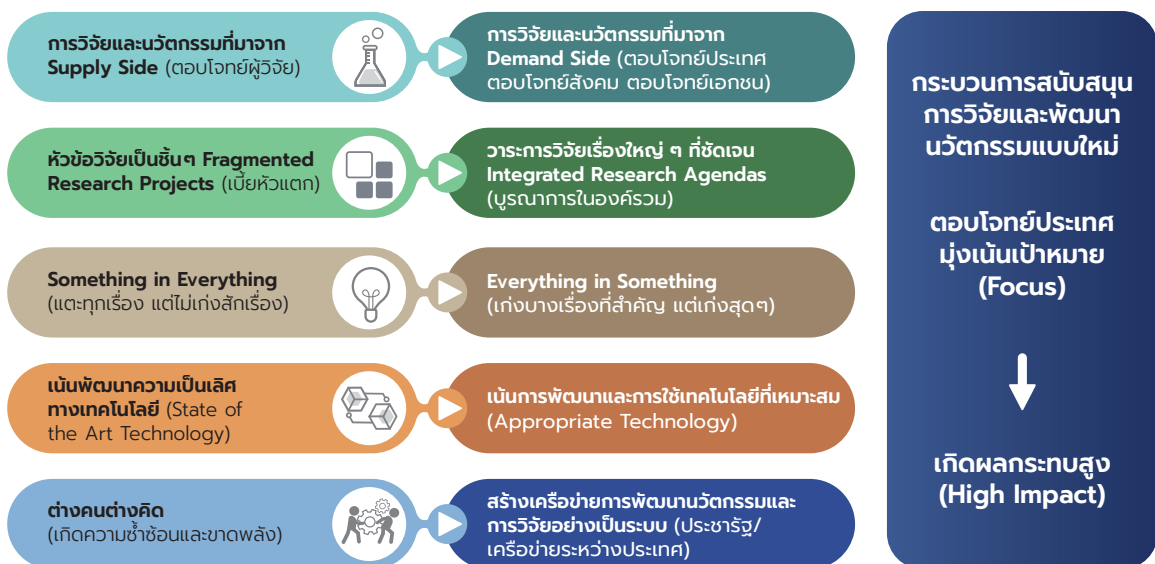 การวิจัยและนวัตกรรมที่มาจาก
Supply Side (ตอบโจทย์ผู้วิจัย)
การวิจัยและนวัตกรรมที่มาจาก
Demand Side (ตอบโจทย์ประเทศ
ตอบโจทย์สังคม ตอบโจทย์เอกชน)
หัวข้อวิจัยเป็นชิ้นๆ Fragmented
Research Projects (เบี้ยหัวแตก)
วาระการวิจัยเรื่องใหญ่ ๆ ที่ชัดเจน
Integrated Research Agendas
(บูรณาการในองค์รวม)
Something in Everything
(แตะทุกเรื่อง แต่ไม่เก่งสักเรื่อง)
Everything in Something
(เก่งบางเรื่องที่สำคัญ แต่เก่งสุดๆ)
เน้นพัฒนาความเป็นเลิศ
ทางเทคโนโลยี (State of
the Art Technology)
เน้นการพัฒนาและการใช้เทคโนโลยีที่เหมาะสม
(Appropriate Technology)
ต่างคนต่างคิด
(เกิดความซ้ำซ้อนและขาดพลัง)
สร้างเครือข่ายการพัฒนานวัตกรรมและ
การวิจัยอย่างเป็นระบบ (ประชารัฐ/
เครือข่ายระหว่างประเทศ)
กระบวนการสนับสนุน
การวิจัยและพัฒนา
นวัตกรรมแบบใหม่
ตอบโจทย์ประเทศ
มุ่งเน้นเป้าหมาย
(Focus)
เกิดผลกระทบสูง
(High Impact)